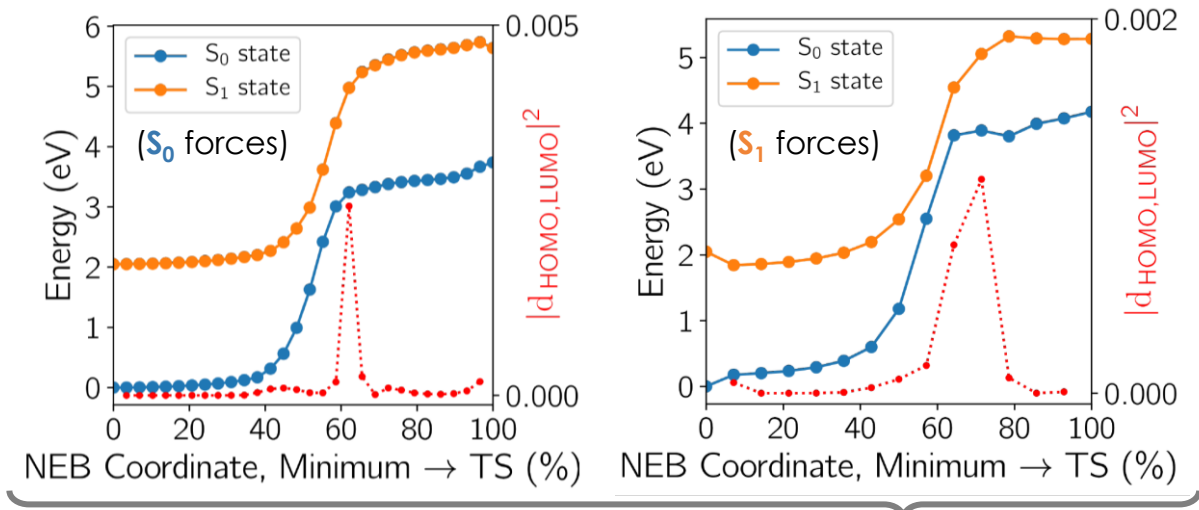 6
5
4
3
2
1
0
Energy (eV)
S₀ state
S₁ state
(S₀ forces)
0.005
0.000
|d_HOMO,LUMO|²
0 20 40 60 80 100
NEB Coordinate, Minimum → TS (%)
5
4
3
2
1
0
Energy (eV)
S₀ state
S₁ state
(S₁ forces)
0.002
0.000
|d_HOMO,LUMO|²
0 20 40 60 80 100
NEB Coordinate, Minimum → TS (%)